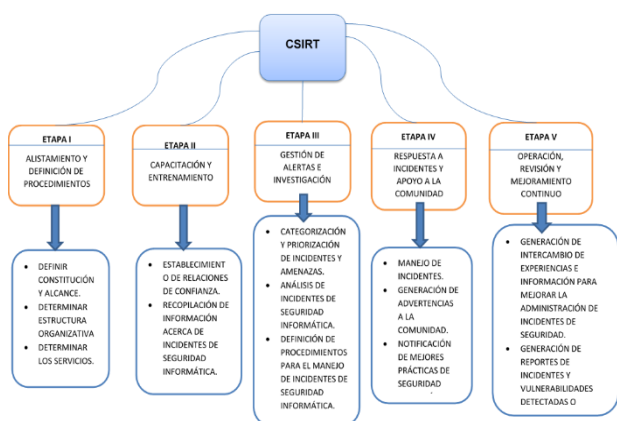 CSIRT
ETAPA I
ALISTAMIENTO Y
DEFINICIÓN DE
PROCEDIMIENTOS
ETAPA II
CAPACITACIÓN Y
ENTRENAMIENTO
ETAPA III
GESTIÓN DE
ALERTAS E
INVESTIGACIÓN
ETAPA IV
RESPUESTA A
INCIDENTES Y
APOYO A LA
COMUNIDAD
ETAPA V
OPERACIÓN,
REVISIÓN Y
MEJORAMIENTO
CONTINUO
• DEFINIR
CONSTITUCIÓN
Y ALCANCE.
• DETERMINAR
ESTRUCTURA
ORGANIZATIVA
• DETERMINAR
LOS SERVICIOS.
• ESTABLECIMIENT
O DE RELACIONES
DE CONFIANZA.
• RECOPILACIÓN DE
INFORMACIÓN
ACERCA DE
INCIDENTES DE
SEGURIDAD
INFORMÁTICA.
• CATEGORIZACIÓN
Y PRIORIZACIÓN
DE INCIDENTES Y
AMENAZAS.
• ANÁLISIS DE
INCIDENTES DE
SEGURIDAD
INFORMÁTICA.
• DEFINICIÓN DE
PROCEDIMIENTOS
PARA EL MANEJO
DE INCIDENTES DE
SEGURIDAD
INFORMÁTICA.
• MANEJO DE
INCIDENTES.
• GENERACIÓN DE
ADVERTENCIAS
A LA
COMUNIDAD.
• NOTIFICACIÓN
DE MEJORES
PRÁCTICAS DE
SEGURIDAD
• GENERACIÓN DE
INTERCAMBIO DE
EXPERIENCIAS E
INFORMACIÓN PARA
MEJORAR LA
ADMINISTRACIÓN DE
INCIDENTES DE
SEGURIDAD.
• GENERACIÓN DE
REPORTES DE
INCIDENTES Y
VULNERABILIDADES
DETECTADAS O